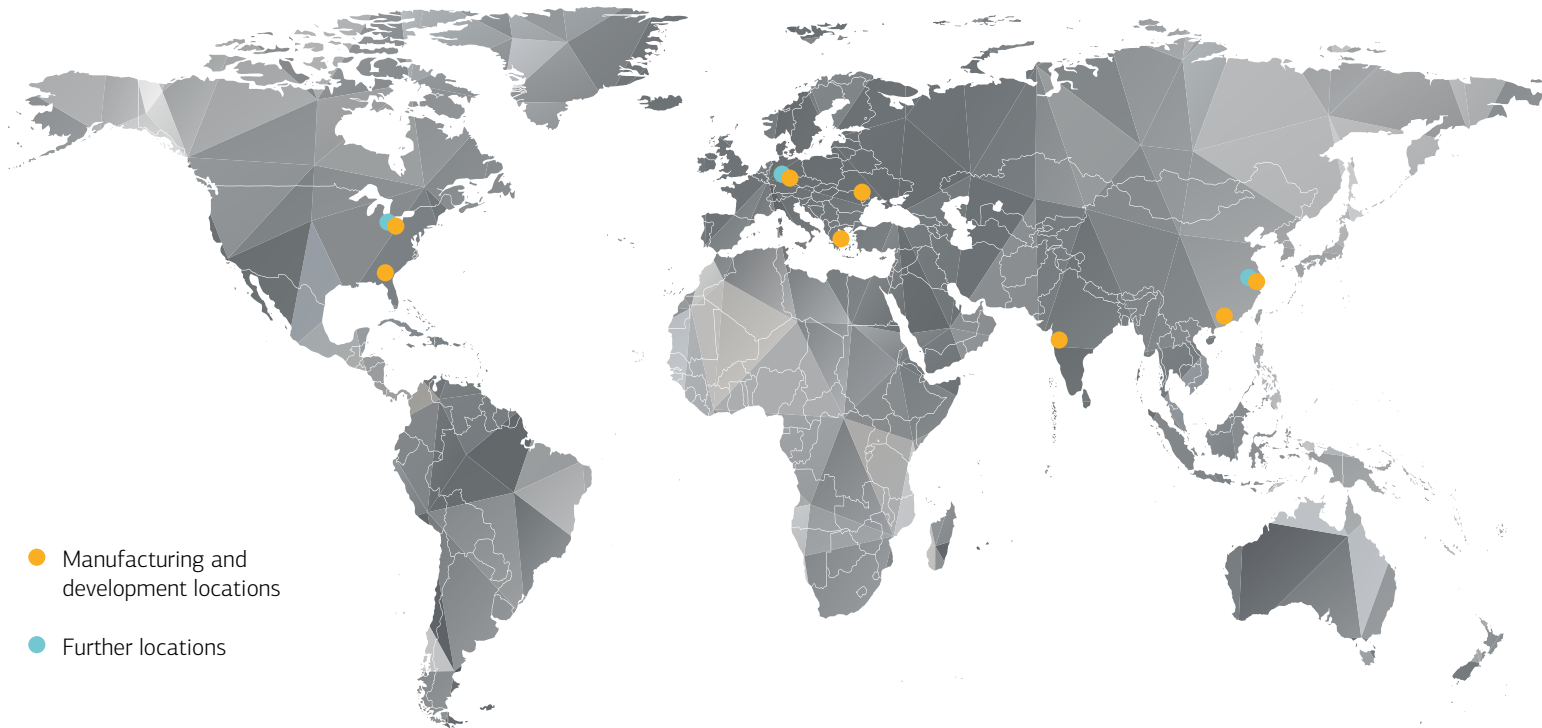 Manufacturing and
development locations
Further locations